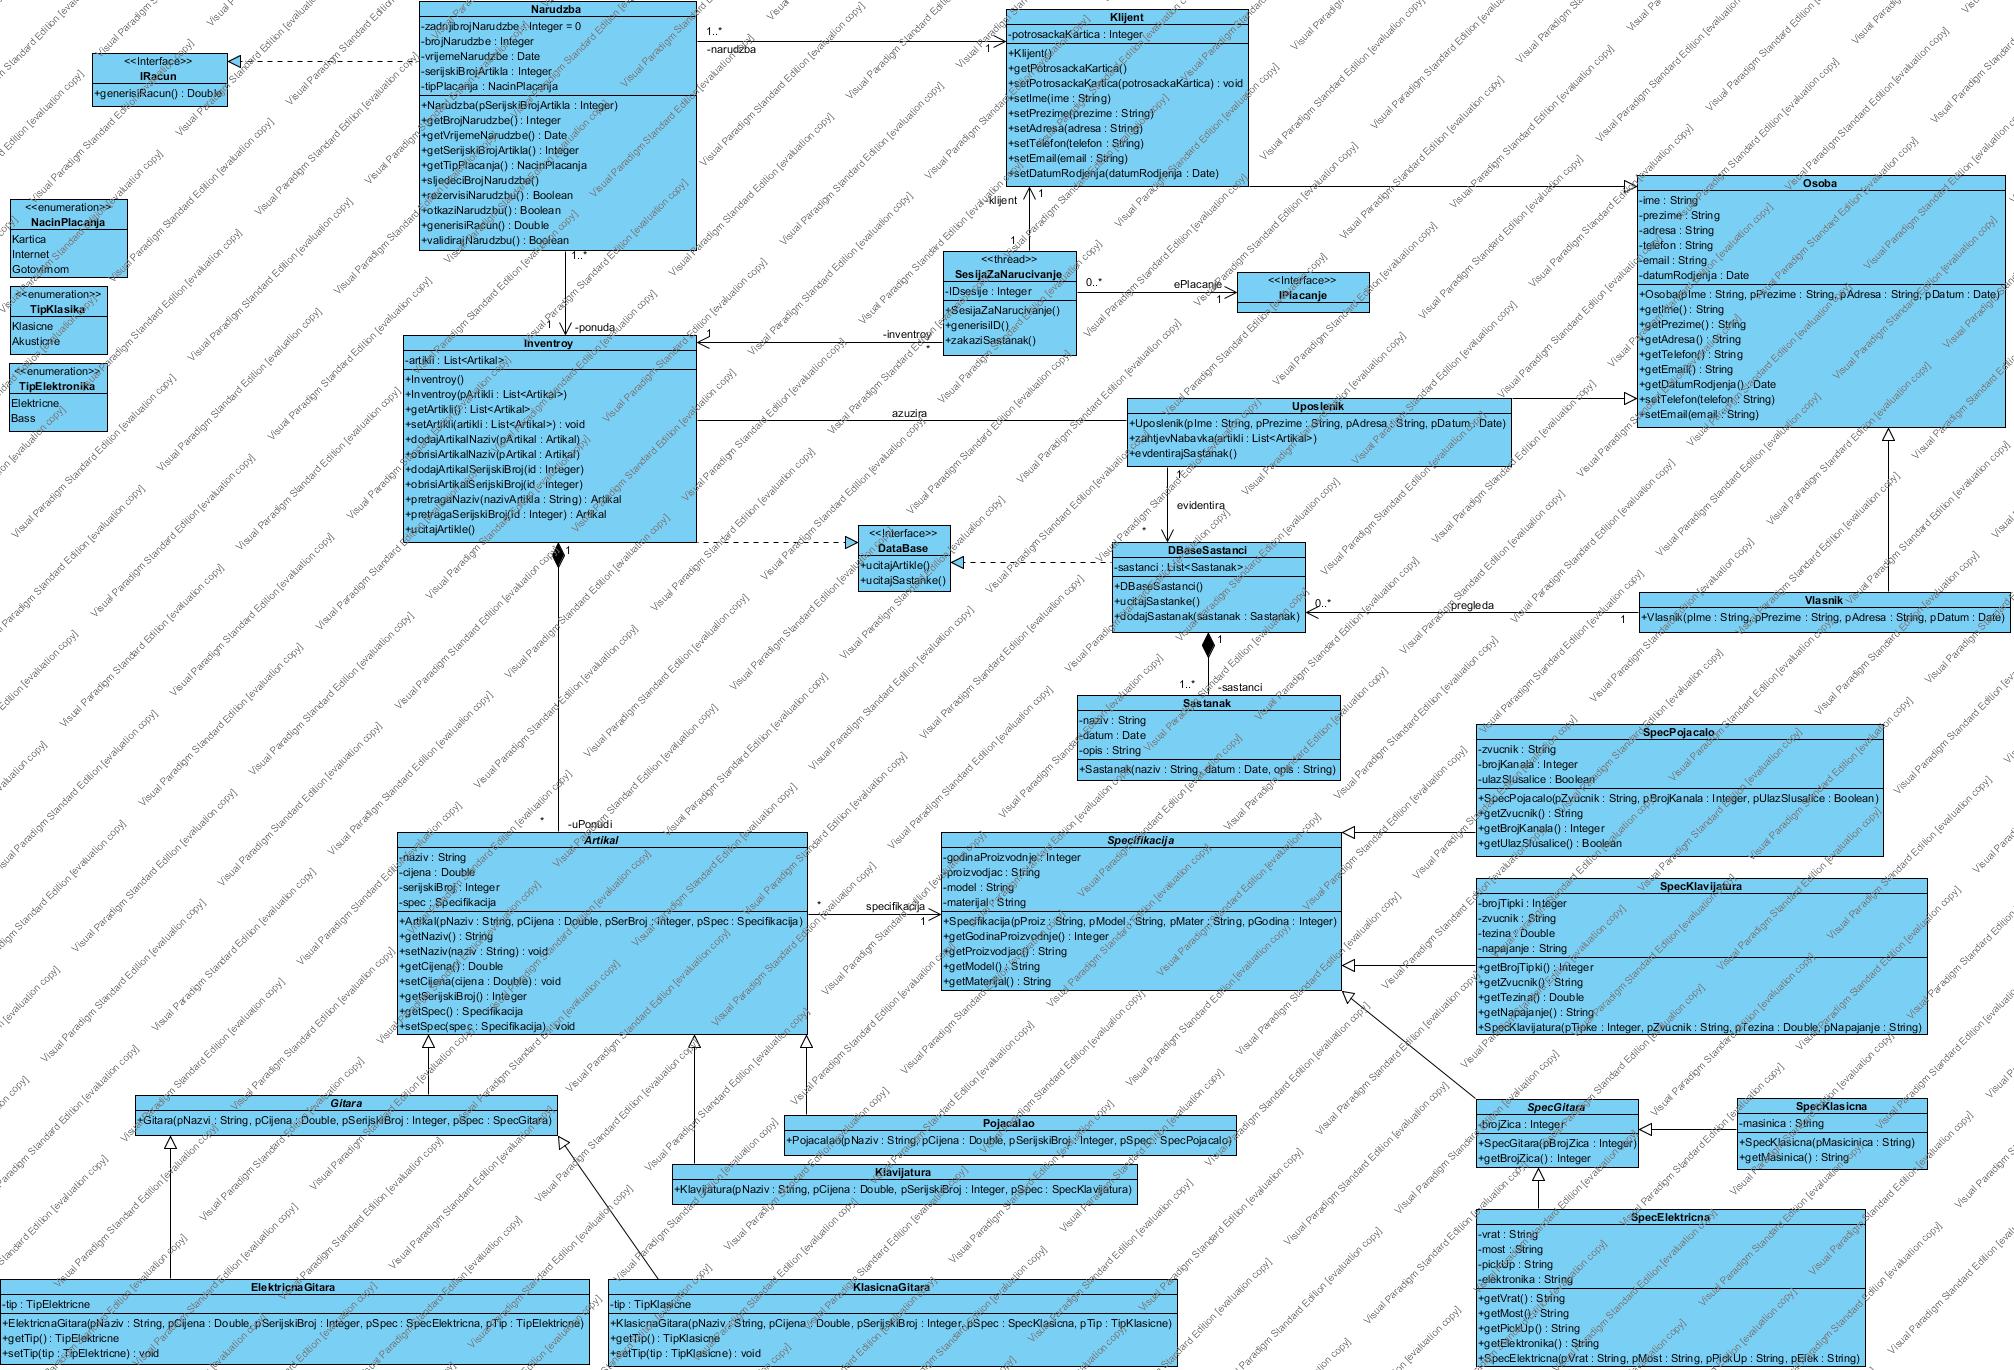 Narudzba
-zadnjibrojNarudzbe : Integer = 0
-brojNarudzbe : Integer
-vrijemeNarudzbe : Date
-serijskiBrojArtikla : Integer
-tipPlacanja : NacinPlacanja
+Narudzba(pSerijskiBrojArtikla : Integer)
+getBrojNarudzbe() : Integer
+getVrijemeNarudzbe() : Date
+getSerijskiBrojArtikla() : Integer
+getTipPlacanja() : NacinPlacanja
+sljedeciBrojNarudzbe()
+rezervisiNarudzbu() : Boolean
+otkaziNarudzbu() : Boolean
+generisiRacun() : Double
+validirajNarudzbu() : Boolean
1..*
-narudzba
1
Klijent
-potrosackaKartica : Integer
+Klijent()
+getPotrosackaKartica()
+setPotrosackaKartica(potrosackaKartica) : void
+setIme(ime : String)
+setPrezime(prezime : String)
+setAdresa(adresa : String)
+setTelefon(telefon : String)
+setEmail(email : String)
+setDatumRodjenja(datumRodjenja : Date)
<<Interface>>
IRacun
+generisiRacun() : Double
<<enumeration>>
NacinPlacanja
Kartica
Internet
Gotovimom
<<enumeration>>
TipKlasika
Klasicne
Akusticne
<<enumeration>>
TipElektronika
Elektricne
Bass
Osoba
-ime : String
-prezime : String
-adresa : String
-telefon : String
-email : String
-datumRodjenja : Date
+Osoba(pIme : String, pPrezime : String, pAdresa : String, pDatum : Date)
+getIme() : String
+getPrezime() : String
+getAdresa() : String
+getTelefon() : String
+getEmail() : String
+getDatumRodjenja() : Date
+setTelefon(telefon : String)
+setEmail(email : String)
1
-klijent
1
<<thread>>
SesijaZaNarucivanje
-IDsesije : Integer
+SesijaZaNarucivanje()
+generisiID()
+zakaziSastanak()
0..*
ePlacanje
1
<<Interface>>
IPlacanje
1..*
1
-ponuda
1
-inventroy
*
Inventroy
-artikli : List<Artikal>
+Inventroy()
+Inventroy(pArtikli : List<Artikal>)
+getArtikli() : List<Artikal>
+setArtikli(artikli : List<Artikal>) : void
+dodajArtikalNaziv(pArtikal : Artikal)
+obrisiArtikalNaziv(pArtikal : Artikal)
+dodajArtikalSerijskiBroj(id : Integer)
+obrisiArtikalSerijskiBroj(id : Integer)
+pretragaNaziv(nazivArtikla : String) : Artikal
+pretragaSerijskiBroj(id : Integer) : Artikal
+ucitajArtikle()
azuzira
Uposlenik
+Uposlenik(pIme : String, pPrezime : String, pAdresa : String, pDatum : Date)
+zahtjevNabavka(artikli : List<Artikal>)
+evdentirajSastanak()
1
evidentira
*
<<Interface>>
DataBase
+ucitajArtikle()
+ucitajSastanke()
DBaseSastanci
-sastanci : List<Sastanak>
+DBaseSastanci()
+ucitajSastanke()
+dodajSastanak(sastanak : Sastanak)
0..*
pregleda
1
Vlasnik
+Vlasnik(pIme : String, pPrezime : String, pAdresa : String, pDatum : Date)
1
1..*
-sastanci
Sastanak
-naziv : String
-datum : Date
-opis : String
+Sastanak(naziv : String, datum : Date, opis : String)
1
*
-uPonudi
Artikal
-naziv : String
-cijena : Double
-serijskiBroj : Integer
-spec : Specifikacija
+Artikal(pNaziv : String, pCijena : Double, pSerBroj : Integer, pSpec : Specifikacija)
+getNaziv() : String
+setNaziv(naziv : String) : void
+getCijena() : Double
+setCijena(cijena : Double) : void
+getSerijskiBroj() : Integer
+getSpec() : Specifikacija
+setSpec(spec : Specifikacija) : void
*
specifikacija
1
Specifikacija
-godinaProizvodnje : Integer
-proizvodjac : String
-model : String
-materijal : String
+Specifikacija(pProiz : String, pModel : String, pMater : String, pGodina : Integer)
+getGodinaProizvodnje() : Integer
+getProizvodjac() : String
+getModel() : String
+getMaterijal() : String
SpecPojacalo
-zvucnik : String
-brojKanala : Integer
-ulazSlusalice : Boolean
+SpecPojacalo(pZvucnik : String, pBrojKanala : Integer, pUlazSlusalice : Boolean)
+getZvucnik() : String
+getBrojKanala() : Integer
+getUlazSlusalice() : Boolean
SpecKlavijatura
-brojTipki : Integer
-zvucnik : String
-tezina : Double
-napajanje : String
+getBrojTipki() : Integer
+getZvucnik() : String
+getTezina() : Double
+getNapajanje() : String
+SpecKlavijatura(pTipke : Integer, pZvucnik : String, pTezina : Double, pNapajanje : String)
Gitara
+Gitara(pNazvi : String, pCijena : Double, pSerijskiBroj : Integer, pSpec : SpecGitara)
Pojacalao
+Pojacalao(pNaziv : String, pCijena : Double, pSerijskiBroj : Integer, pSpec : SpecPojacalo)
Klavijatura
+Klavijatura(pNaziv : String, pCijena : Double, pSerijskiBroj : Integer, pSpec : SpecKlavijatura)
SpecGitara
-brojZica : Integer
+SpecGitara(pBrojZica : Integer)
+getBrojZica() : Integer
SpecKlasicna
-masinica : String
+SpecKlasicna(pMasicinica : String)
+getMasinica() : String
SpecElektricna
-vrat : String
-most : String
-pickUp : String
-elektronika : String
+getVrat() : String
+getMost() : String
+getPickUp() : String
+getElektronika() : String
+SpecElektricna(pVrat : String, pMost : String, pPickUp : String, pElek : String)
ElektricnaGitara
-tip : TipElektricne
+ElektricnaGitara(pNaziv : String, pCijena : Double, pSerijskiBroj : Integer, pSpec : SpecElektricna, pTip : TipElektricne)
+getTip() : TipElektricne
+setTip(tip : TipElektricne) : void
KlasicnaGitara
-tip : TipKlasicne
+KlasicnaGitara(pNaziv : String, pCijena : Double, pSerijskiBroj : Integer, pSpec : SpecKlasicna, pTip : TipKlasicne)
+getTip() : TipKlasicne
+setTip(tip : TipKlasicne) : void
Visual Paradigm Standard Edition [evaluation copy]